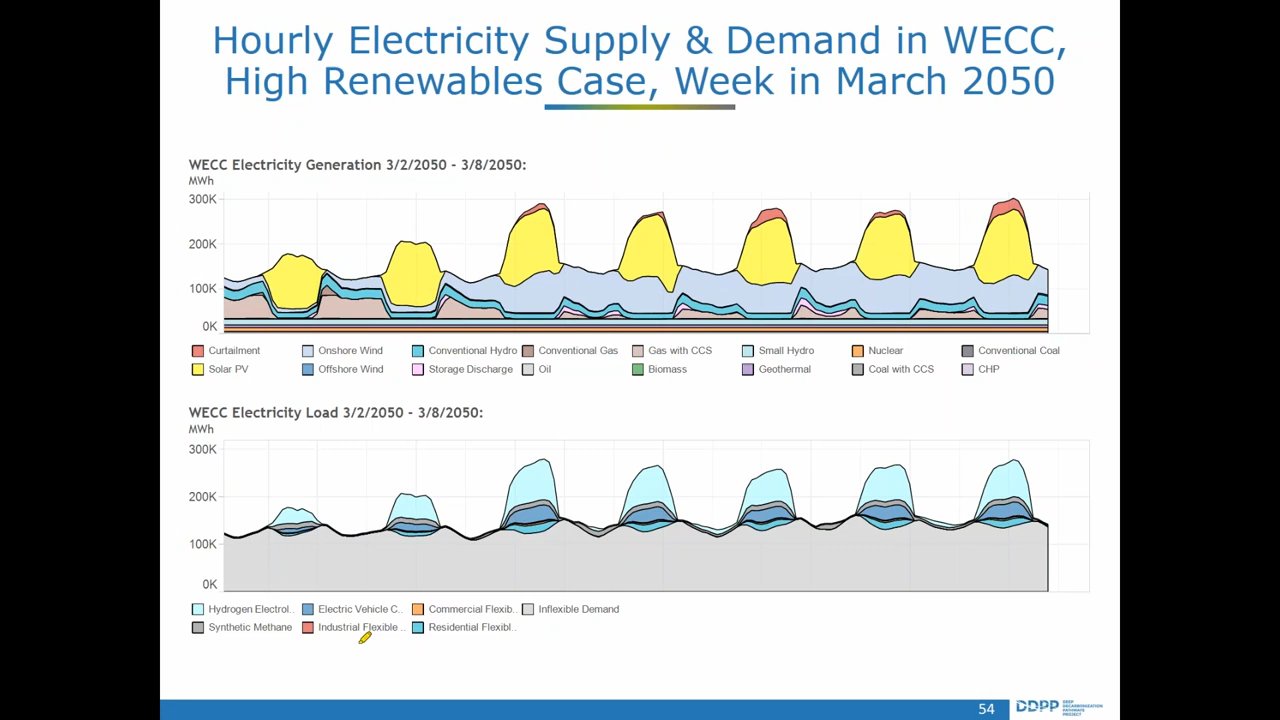 Hourly Electricity Supply & Demand in WECC,
High Renewables Case, Week in March 2050
WECC Electricity Generation 3/2/2050 - 3/8/2050:
MWh
300K
200K
100K
0K
Curtailment Onshore Wind Conventional Hydro Conventional Gas Gas with CCS Small Hydro Nuclear Conventional Coal
Solar PV Offshore Wind Storage Discharge Oil Biomass Geothermal Coal with CCS CHP
WECC Electricity Load 3/2/2050 - 3/8/2050:
MWh
300K
200K
100K
0K
Hydrogen Electrol.. Electric Vehicle C.. Commercial Flexib.. Inflexible Demand
Synthetic Methane Industrial Flexible .. Residential Flexibl..
54
DDPP
DEEP
DECARBONIZATION
PATHWAYS
PROJECT